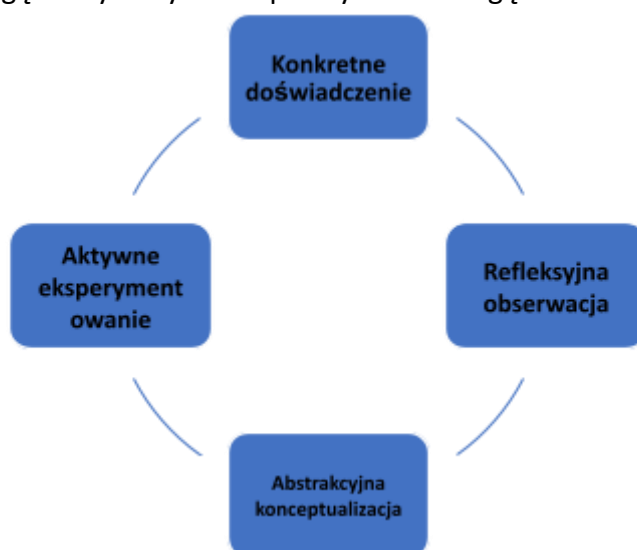 Konkretne
doświadczenie
Aktywne
eksperyment
owanie
Refleksyjna
obserwacja
Abstrakcyjna
konceptualizacja